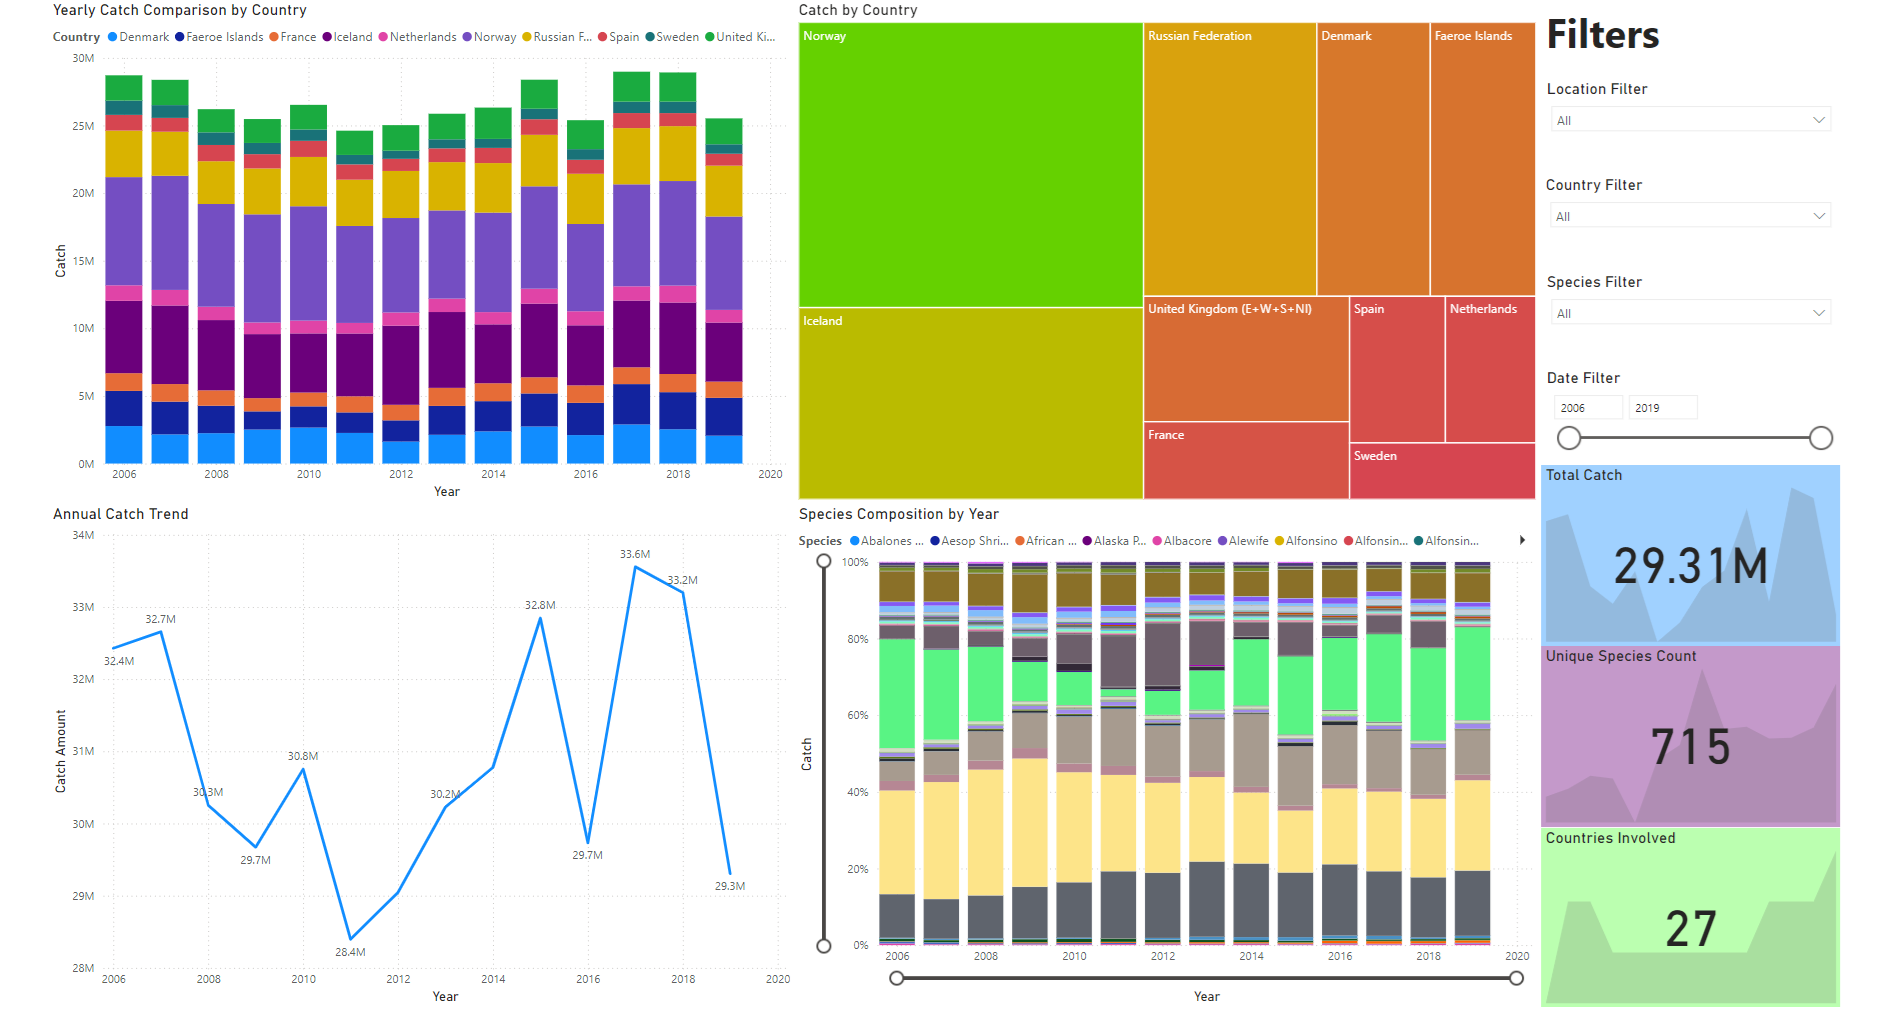 Yearly Catch Comparison by Country
Country Denmark Faeroe Islands France Iceland Netherlands Norway Russian F... Spain Sweden United Ki...
30M
25M
20M
15M
10M
5M
0M
Catch
2006 2008 2010 2012 2014 2016 2018 2020
Year
Catch by Country
Norway
Iceland
Russian Federation
Denmark
Faeroe Islands
United Kingdom (E+W+S+NI)
France
Spain
Netherlands
Sweden
Filters
Location Filter
All
Country Filter
All
Species Filter
All
Date Filter
2006 2019
Annual Catch Trend
34M
33M
32M
31M
30M
29M
28M
Catch Amount
32.4M
32.7M
30.3M
29.7M
30.8M
28.4M
30.2M
32.8M
29.7M
33.6M
33.2M
29.3M
2006 2008 2010 2012 2014 2016 2018 2020
Year
Species Composition by Year
Species Abalones ... Aesop Shri... African ... Alaska P... Albacore Alewife Alfonsino Alfonsin... Alfonsin...
100%
80%
60%
40%
20%
0%
Catch
2006 2008 2010 2012 2014 2016 2018 2020
Year
Total Catch
29.31M
Unique Species Count
715
Countries Involved
27